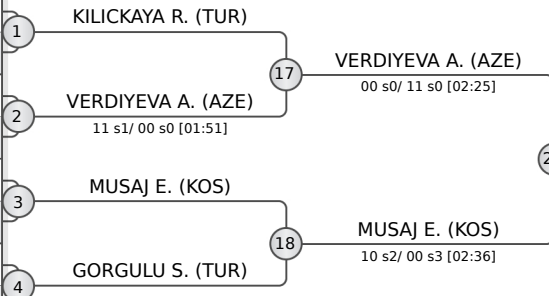 KILICKAYA R. (TUR)
1
17
VERDIYEVA A. (AZE)
00 s0/ 11 s0 [02:25]
VERDIYEVA A. (AZE)
2
11 s1/ 00 s0 [01:51]
MUSAJ E. (KOS)
3
18
MUSAJ E. (KOS)
10 s2/ 00 s3 [02:36]
GORGULU S. (TUR)
4